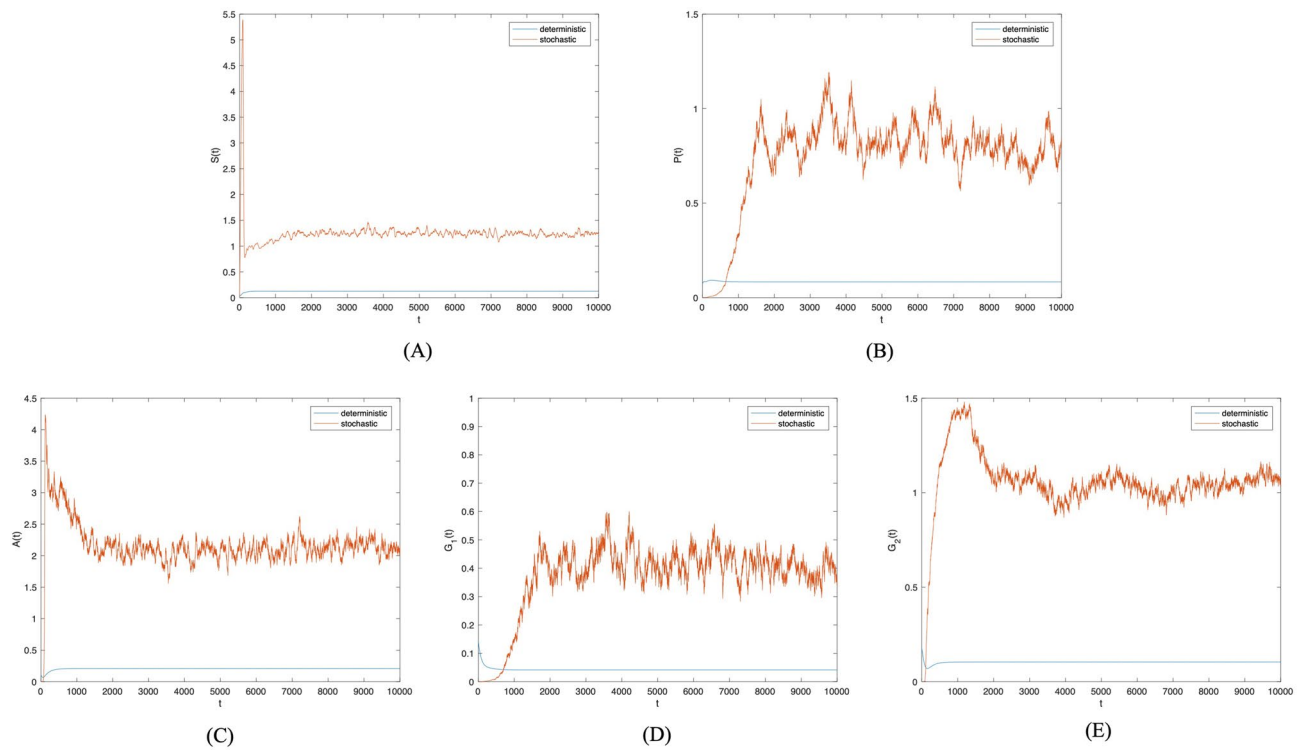 5.5
5
4.5
4
3.5
3
2.5
2
1.5
1
0.5
0
S(t)
0 1000 2000 3000 4000 5000 6000 7000 8000 9000 10000
t
deterministic
stochastic
(A)
1.5
1
0.5
0
P(t)
0 1000 2000 3000 4000 5000 6000 7000 8000 9000 10000
t
deterministic
stochastic
(B)
4.5
4
3.5
3
2.5
2
1.5
1
0.5
0
A(t)
0 1000 2000 3000 4000 5000 6000 7000 8000 9000 10000
t
deterministic
stochastic
(C)
1
0.9
0.8
0.7
0.6
0.5
0.4
0.3
0.2
0.1
0
G₁(t)
0 1000 2000 3000 4000 5000 6000 7000 8000 9000 10000
t
deterministic
stochastic
(D)
1.5
1
0.5
0
G₂(t)
0 1000 2000 3000 4000 5000 6000 7000 8000 9000 10000
t
deterministic
stochastic
(E)